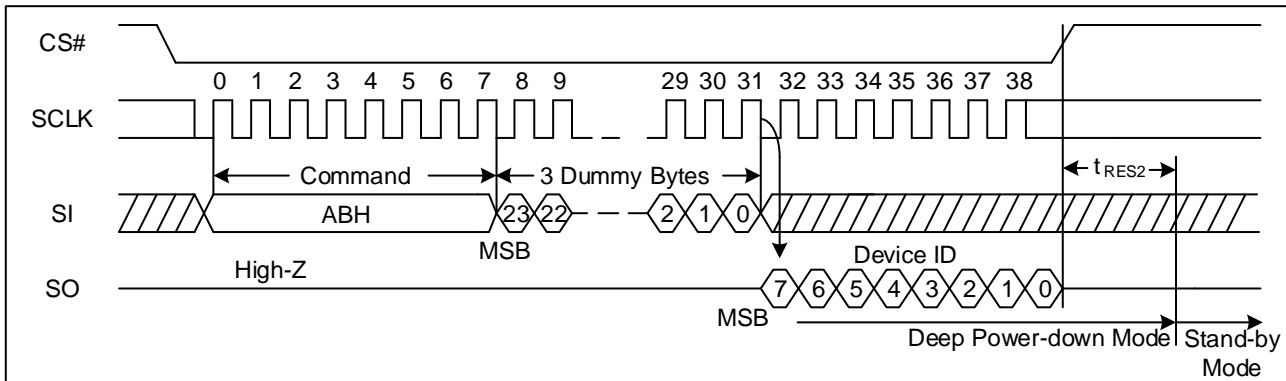 CS#
0 1 2 3 4 5 6 7 8 9 29 30 31 32 33 34 35 36 37 38
SCLK
Command 3 Dummy Bytes tRES2
SI ABH 23 22 2 1 0
MSB
High-Z Device ID
SO 7 6 5 4 3 2 1 0
MSB
Deep Power-down Mode Stand-by
Mode